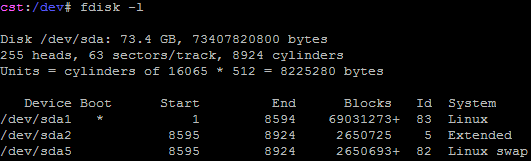 cst:/dev# fdisk -l
Disk /dev/sda: 73.4 GB, 73407820800 bytes
255 heads, 63 sectors/track, 8924 cylinders
Units = cylinders of 16065 * 512 = 8225280 bytes
Device Boot Start End Blocks Id System
/dev/sda1 * 1 8594 69031273+ 83 Linux
/dev/sda2 8595 8924 2650725 5 Extended
/dev/sda5 8595 8924 2650693+ 82 Linux swap